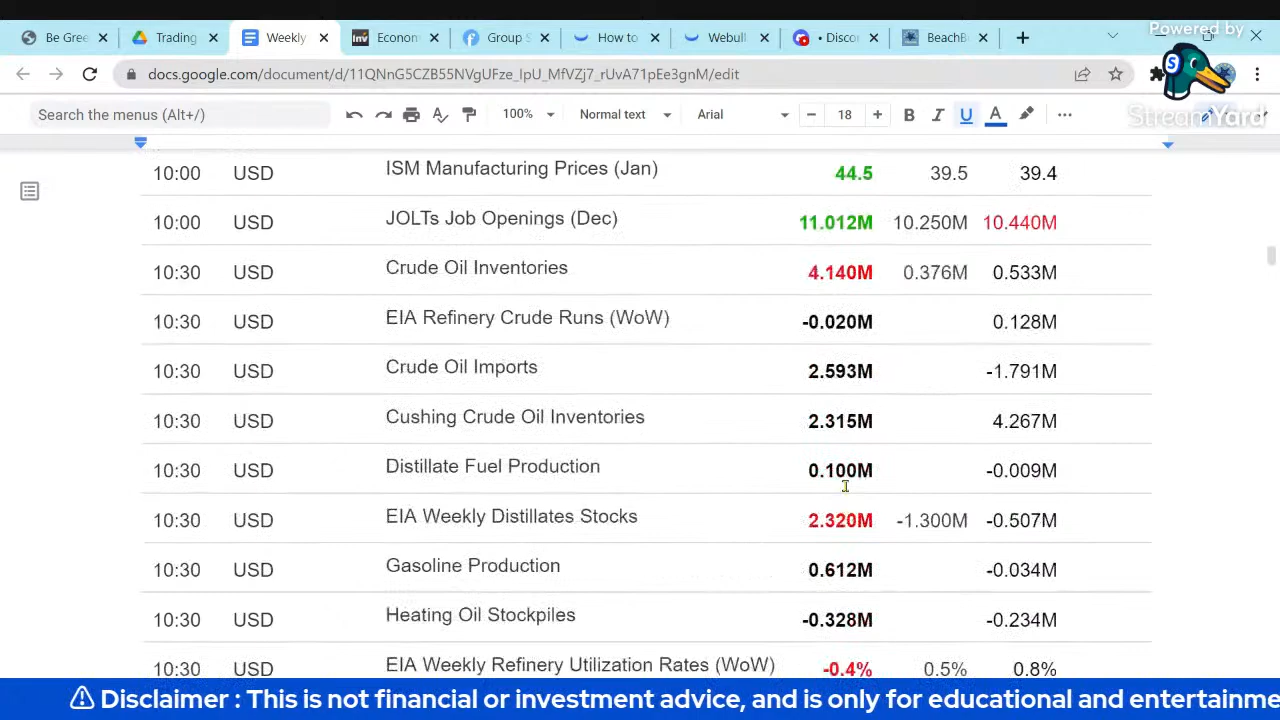 Powered by
Be Gree
Trading
Weekly
Econom
Green
How to
Webull
• Discor
BeachB
docs.google.com/document/d/11QNnG5CZB55NVgUFze_IpU_MfVZj7_rUvA71pEe3gnM/edit
StreamYard
Search the menus (Alt+/)
100%
Normal text
Arial
18
B
I
U
A
10:00 USD ISM Manufacturing Prices (Jan) 44.5 39.5 39.4
10:00 USD JOLTs Job Openings (Dec) 11.012M 10.250M 10.440M
10:30 USD Crude Oil Inventories 4.140M 0.376M 0.533M
10:30 USD EIA Refinery Crude Runs (WoW) -0.020M 0.128M
10:30 USD Crude Oil Imports 2.593M -1.791M
10:30 USD Cushing Crude Oil Inventories 2.315M 4.267M
10:30 USD Distillate Fuel Production 0.100M -0.009M
10:30 USD EIA Weekly Distillates Stocks 2.320M -1.300M -0.507M
10:30 USD Gasoline Production 0.612M -0.034M
10:30 USD Heating Oil Stockpiles -0.328M -0.234M
10:30 USD EIA Weekly Refinery Utilization Rates (WoW) -0.4% 0.5% 0.8%
⚠ Disclaimer : This is not financial or investment advice, and is only for educational and entertainme